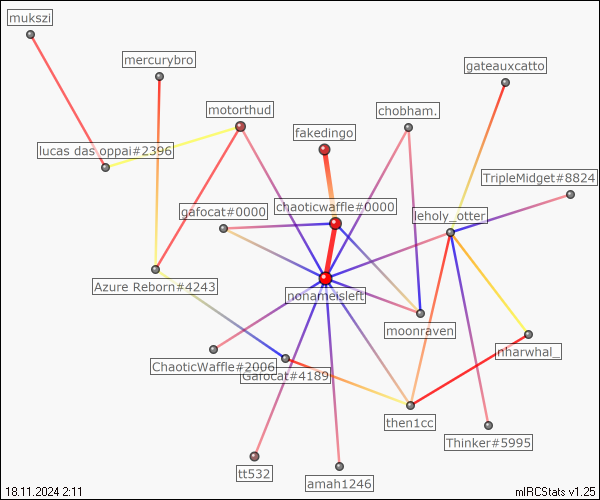 mukszi
mercurybro
gateauxcatto
motorthud
chobham.
fakedingo
lucas das oppai#2396
TripleMidget#8824
chaoticwaffle#0000
gafocat#0000
leholy_otter
Azure Reborn#4243
nonameisleft
moonraven
nharwhal_
ChaoticWaffle#2006
Gafocat#4189
then1cc
Thinker#5995
tt532
amah1246
18.11.2024 2:11
mIRCStats v1.25